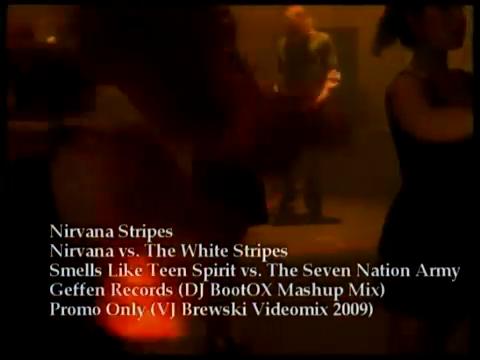 Nirvana Stripes
Nirvana vs. The White Stripes
Smells Like Teen Spirit vs. The Seven Nation Army
Geffen Records (DJ BootOX Mashup Mix)
Promo Only (VJ Brewski Videomix 2009)